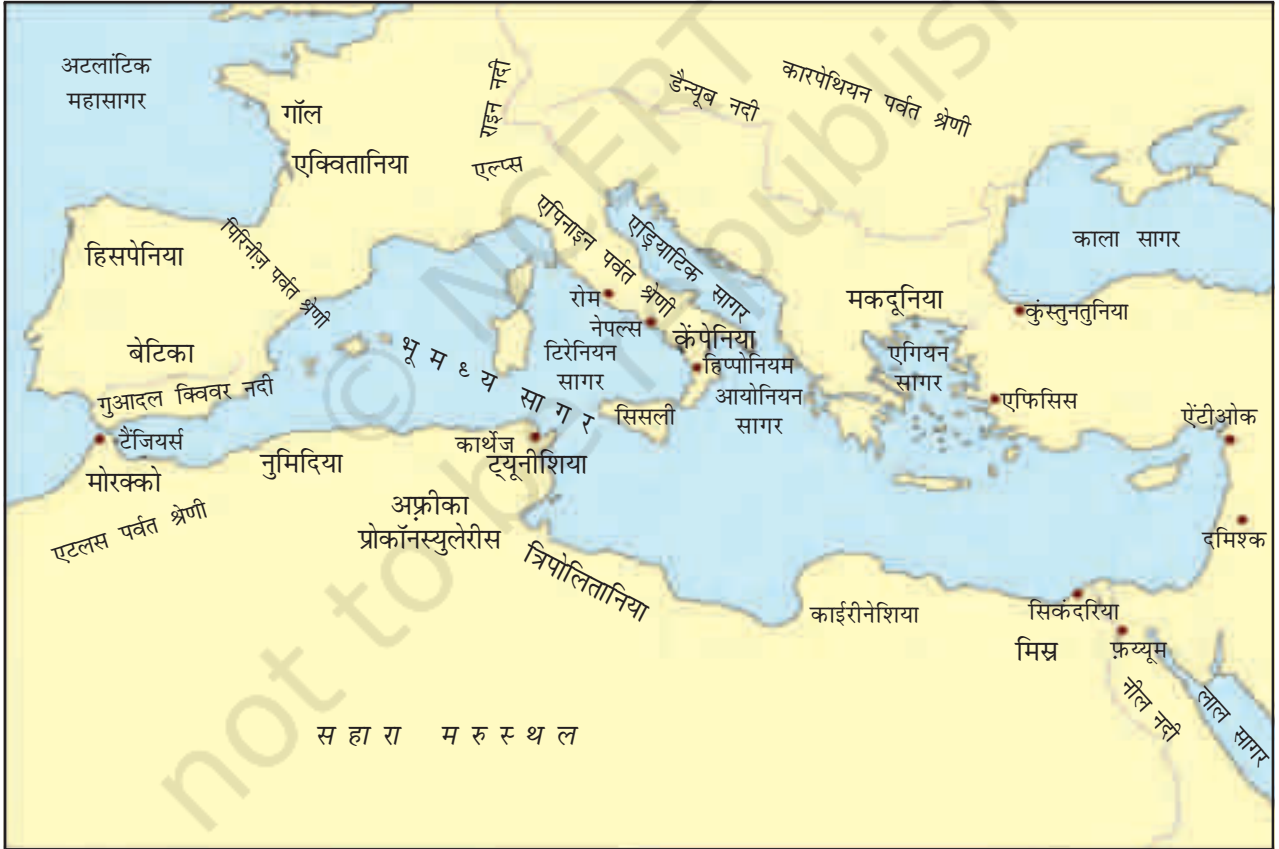 अटलांटिक
महासागर
गॉल
एक्वितानिया
राइन नदी
एल्प्स
डैन्यूब नदी
कारपेथियन पर्वत श्रेणी
हिसपेनिया
पिरिनीज़ पर्वत श्रेणी
एपिनाइन पर्वत श्रेणी
एड्रियाटिक सागर
काला सागर
बेटिका
गुआदल क्विवर नदी
रोम
नेपल्स
केंपेनिया
मकदूनिया
कुंस्तुनतुनिया
भूमध्य सागर
टिरेनियन
सागर
हिप्पोनियम
आयोनियन
सागर
एगियन
सागर
एफिसिस
सिसली
ऐंटीओक
टैंजियर्स
मोरक्को
नुमिदिया
कार्थेज
ट्यूनीशिया
एटलस पर्वत श्रेणी
अफ़्रीका
प्रोकॉनस्युलेरीस
त्रिपोलितानिया
दमिश्क
काईरीनेशिया
सिकंदरिया
मिस्र
फ़य्यूम
नील नदी
लाल सागर
सहारा मरुस्थल
© NCERT
not to be republished